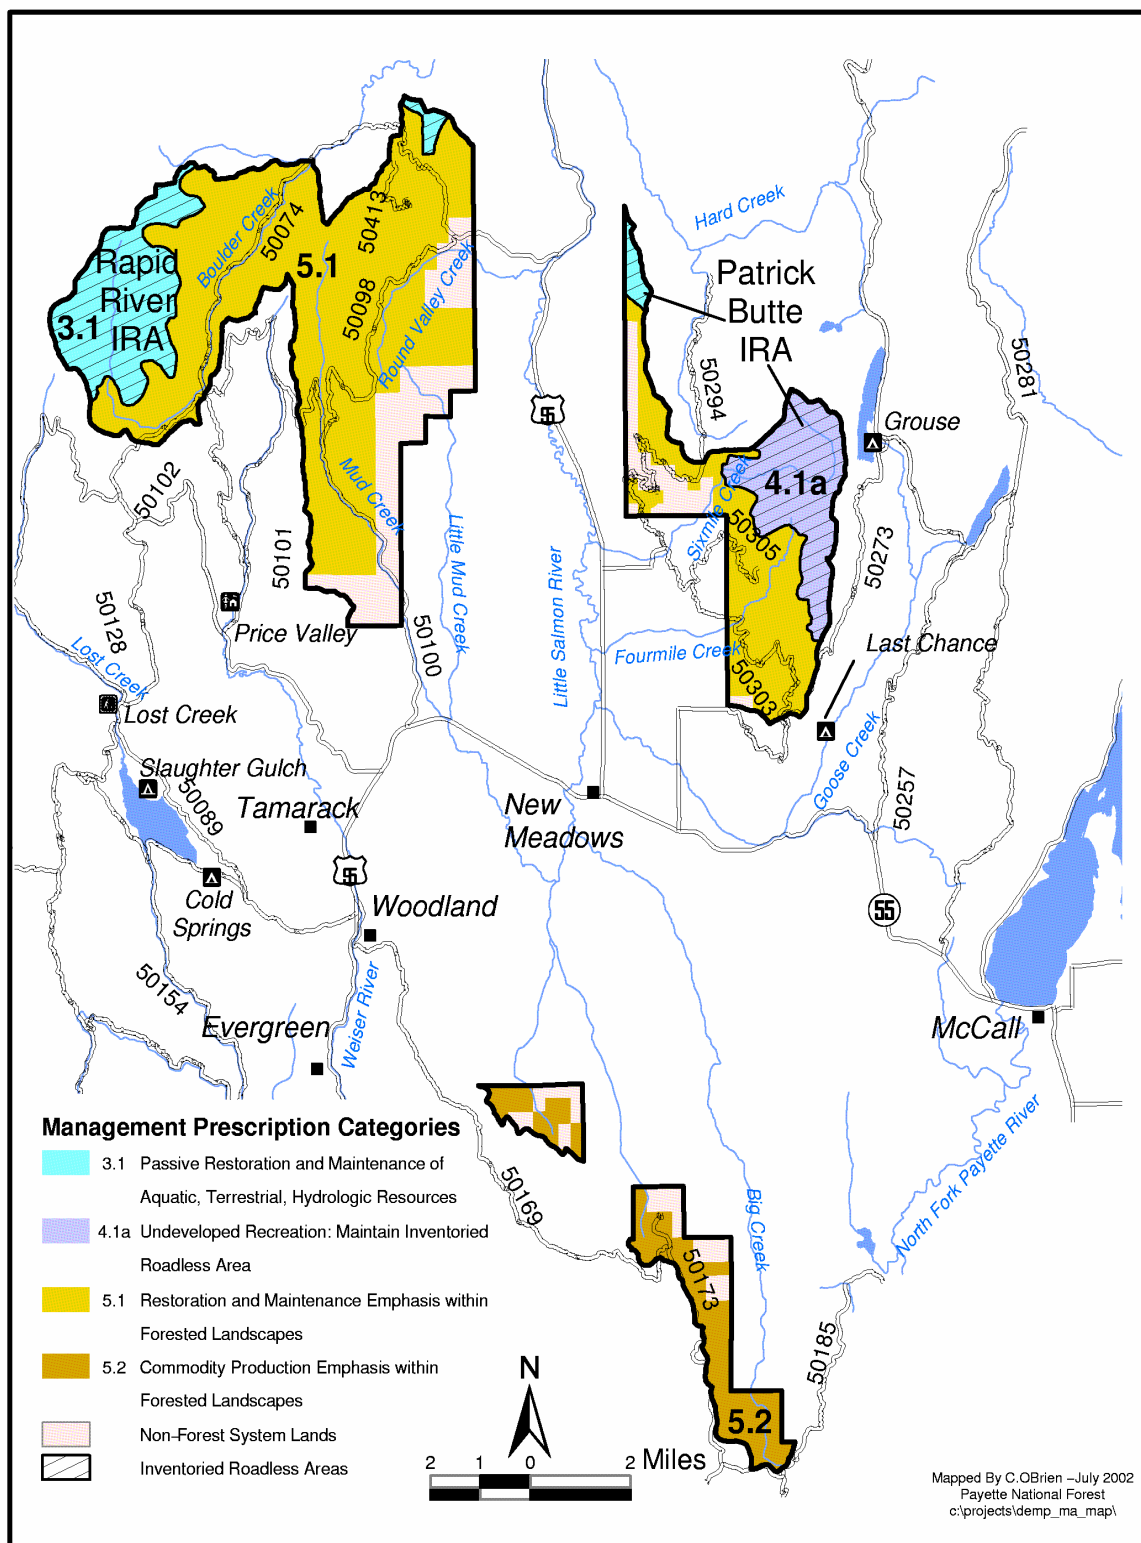 Hard Creek
Boulder Creek
50074
50413
Rapid
River
IRA
3.1
5.1
50098
Round Valley Creek
Patrick
Butte
IRA
50294
50281
95
Grouse
4.1a
50102
Mud Creek
Sixmile Creek
50305
50101
Little Mud Creek
Little Salmon River
50273
50128
Price Valley
50100
Lost Creek
Fourmile Creek
Last Chance
50303
Lost Creek
Goose Creek
Slaughter Gulch
50089
Tamarack
New
Meadows
50257
95
Cold
Springs
Woodland
55
50154
Evergreen
Weiser River
McCall
North Fork Payette River
50169
Big Creek
50173
50185
5.2
Management Prescription Categories
3.1 Passive Restoration and Maintenance of
Aquatic, Terrestrial, Hydrologic Resources
4.1a Undeveloped Recreation: Maintain Inventoried
Roadless Area
5.1 Restoration and Maintenance Emphasis within
Forested Landscapes
5.2 Commodity Production Emphasis within
Forested Landscapes
Non-Forest System Lands
Inventoried Roadless Areas
N
2 1 0 2 Miles
Mapped By C.OBrien -July 2002
Payette National Forest
c:\projects\demp_ma_map\